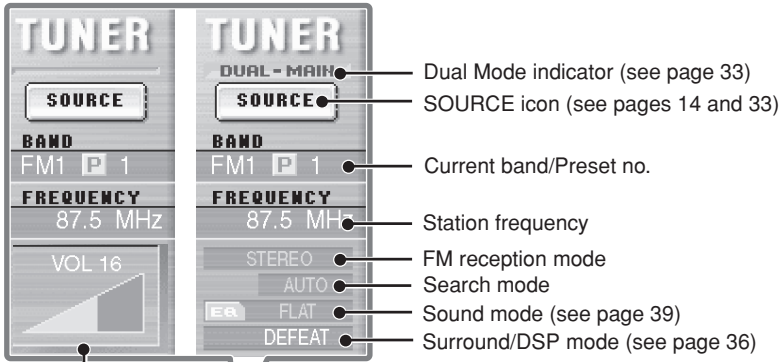 TUNER
SOURCE
BAND
FM1 P 1
FREQUENCY
87.5 MHz
VOL 16
TUNER
DUAL - MAIN
SOURCE
BAND
FM1 P 1
FREQUENCY
87.5 MHz
STEREO
AUTO
EQ FLAT
DEFEAT
Dual Mode indicator (see page 33)
SOURCE icon (see pages 14 and 33)
Current band/Preset no.
Station frequency
FM reception mode
Search mode
Sound mode (see page 39)
Surround/DSP mode (see page 36)